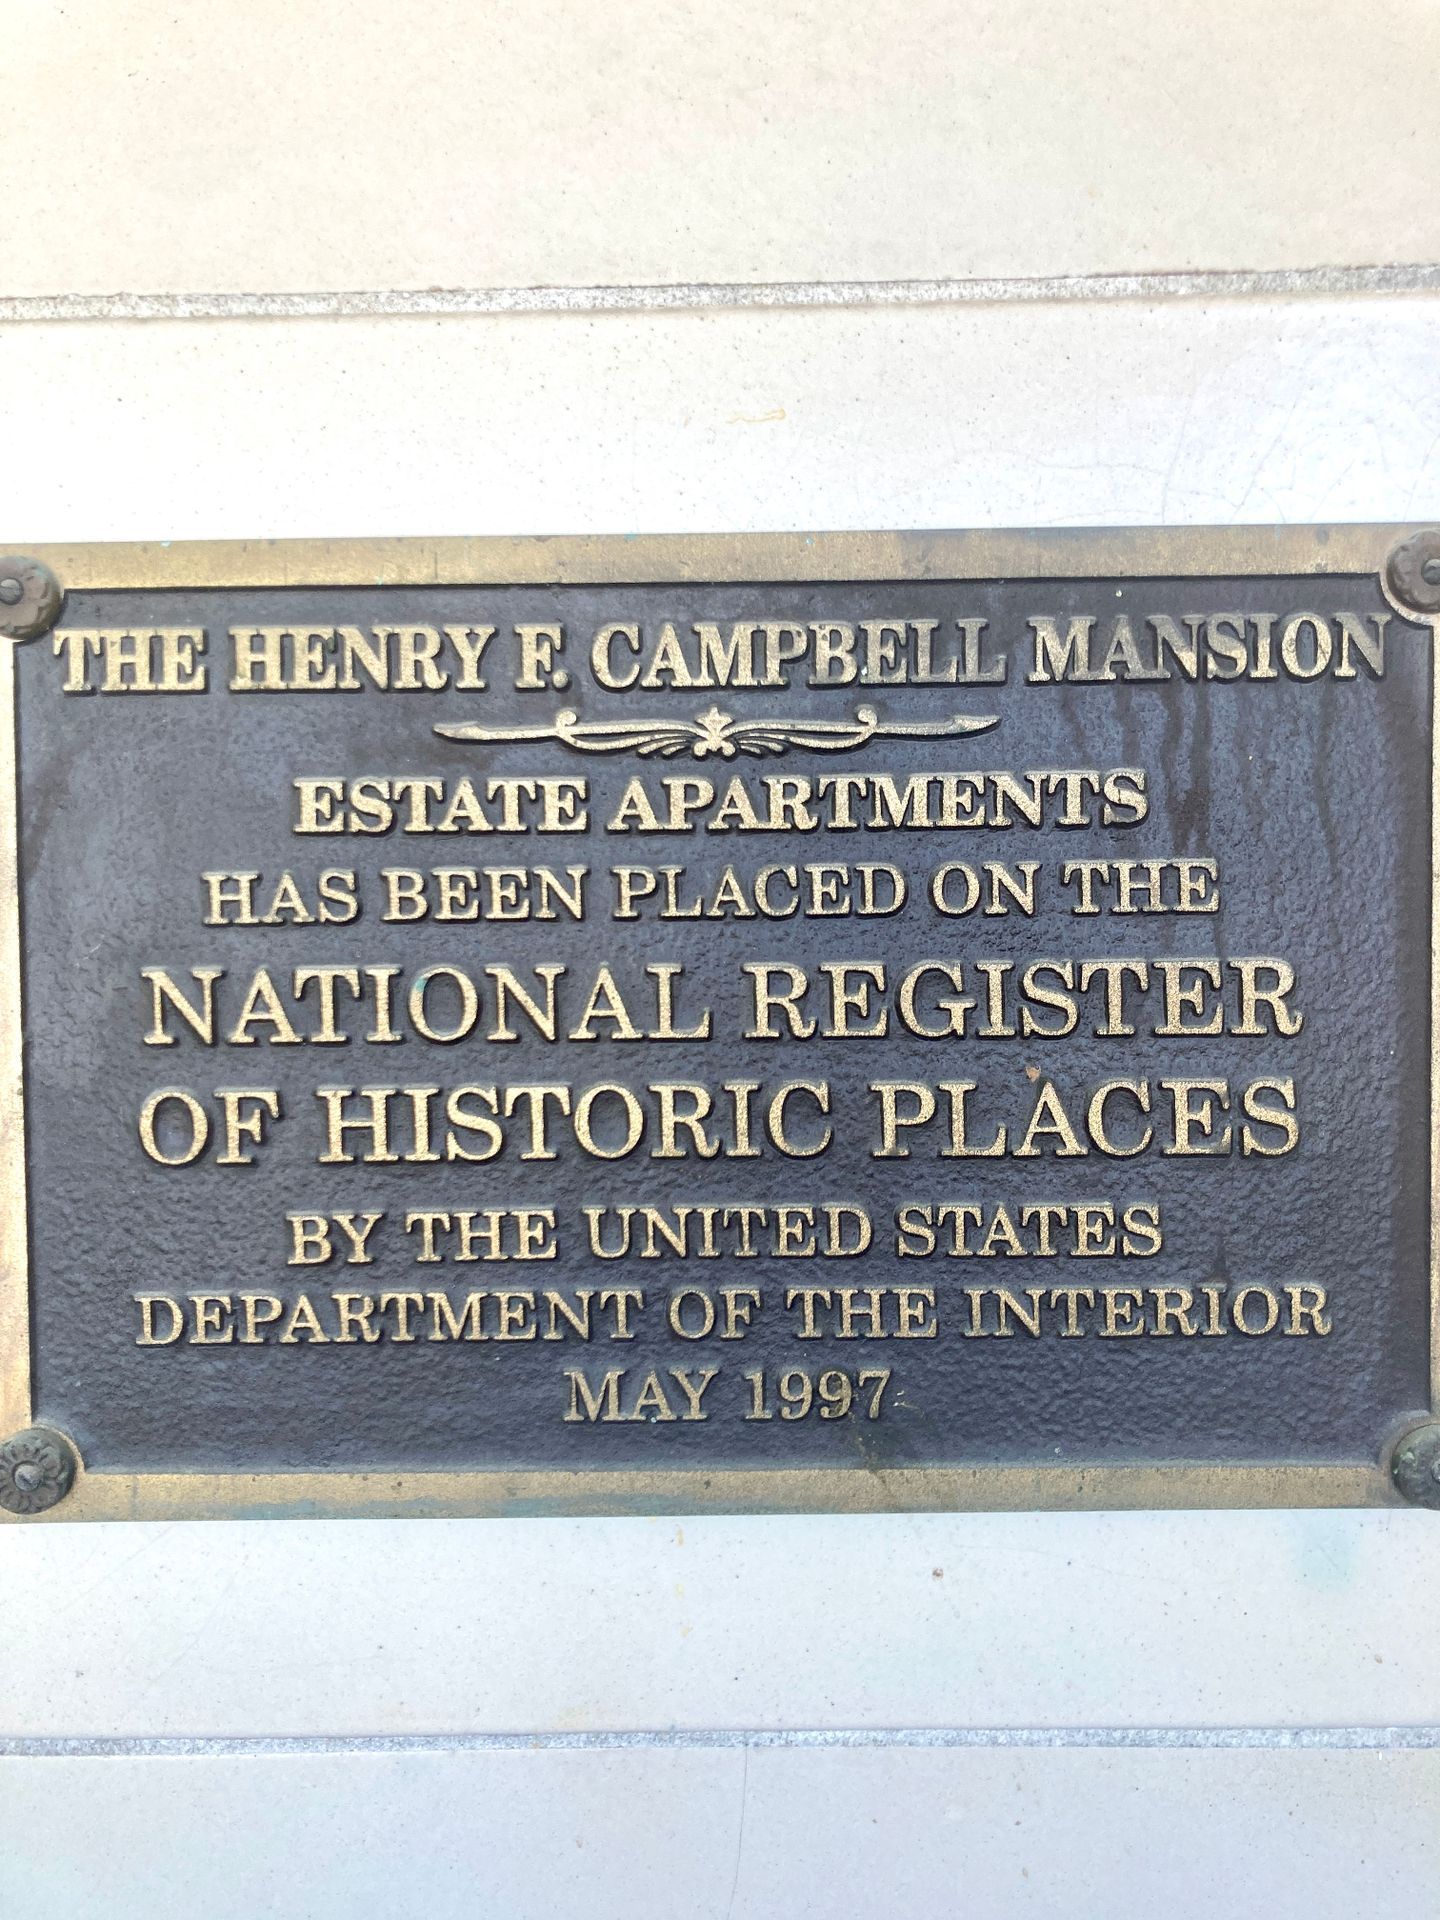 THE HENRY F. CAMPBELL MANSION
ESTATE APARTMENTS
HAS BEEN PLACED ON THE
NATIONAL REGISTER
OF HISTORIC PLACES
BY THE UNITED STATES
DEPARTMENT OF THE INTERIOR
MAY 1997